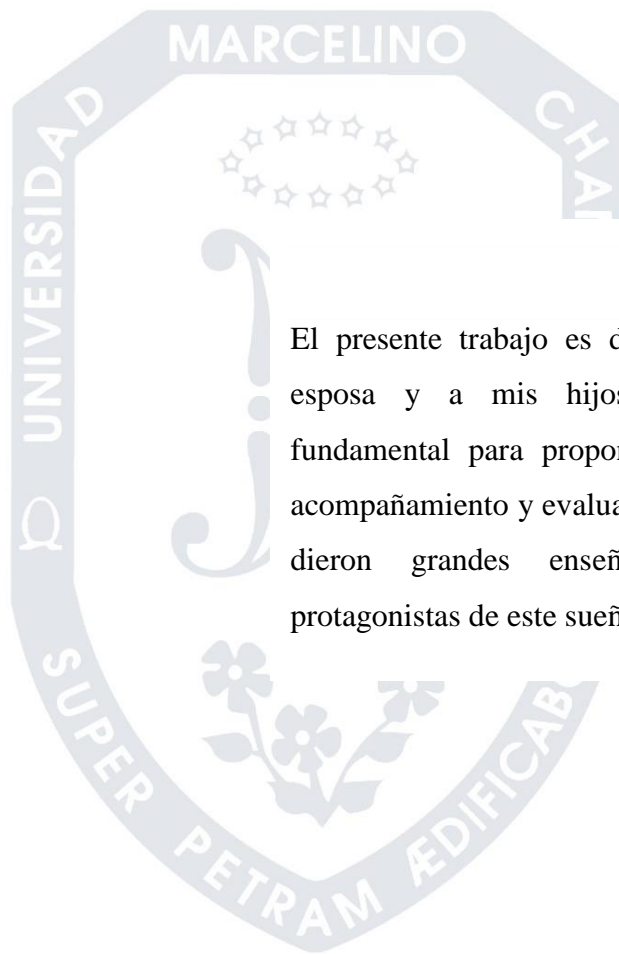 MARCELINO
CHA
UNIVERSIDAD
El presente trabajo es d
esposa y a mis hijos
fundamental para propor
acompañamiento y evalua
dieron grandes enseñ
protagonistas de este sueñ
SUPER PETRAM ÆDIFICAB